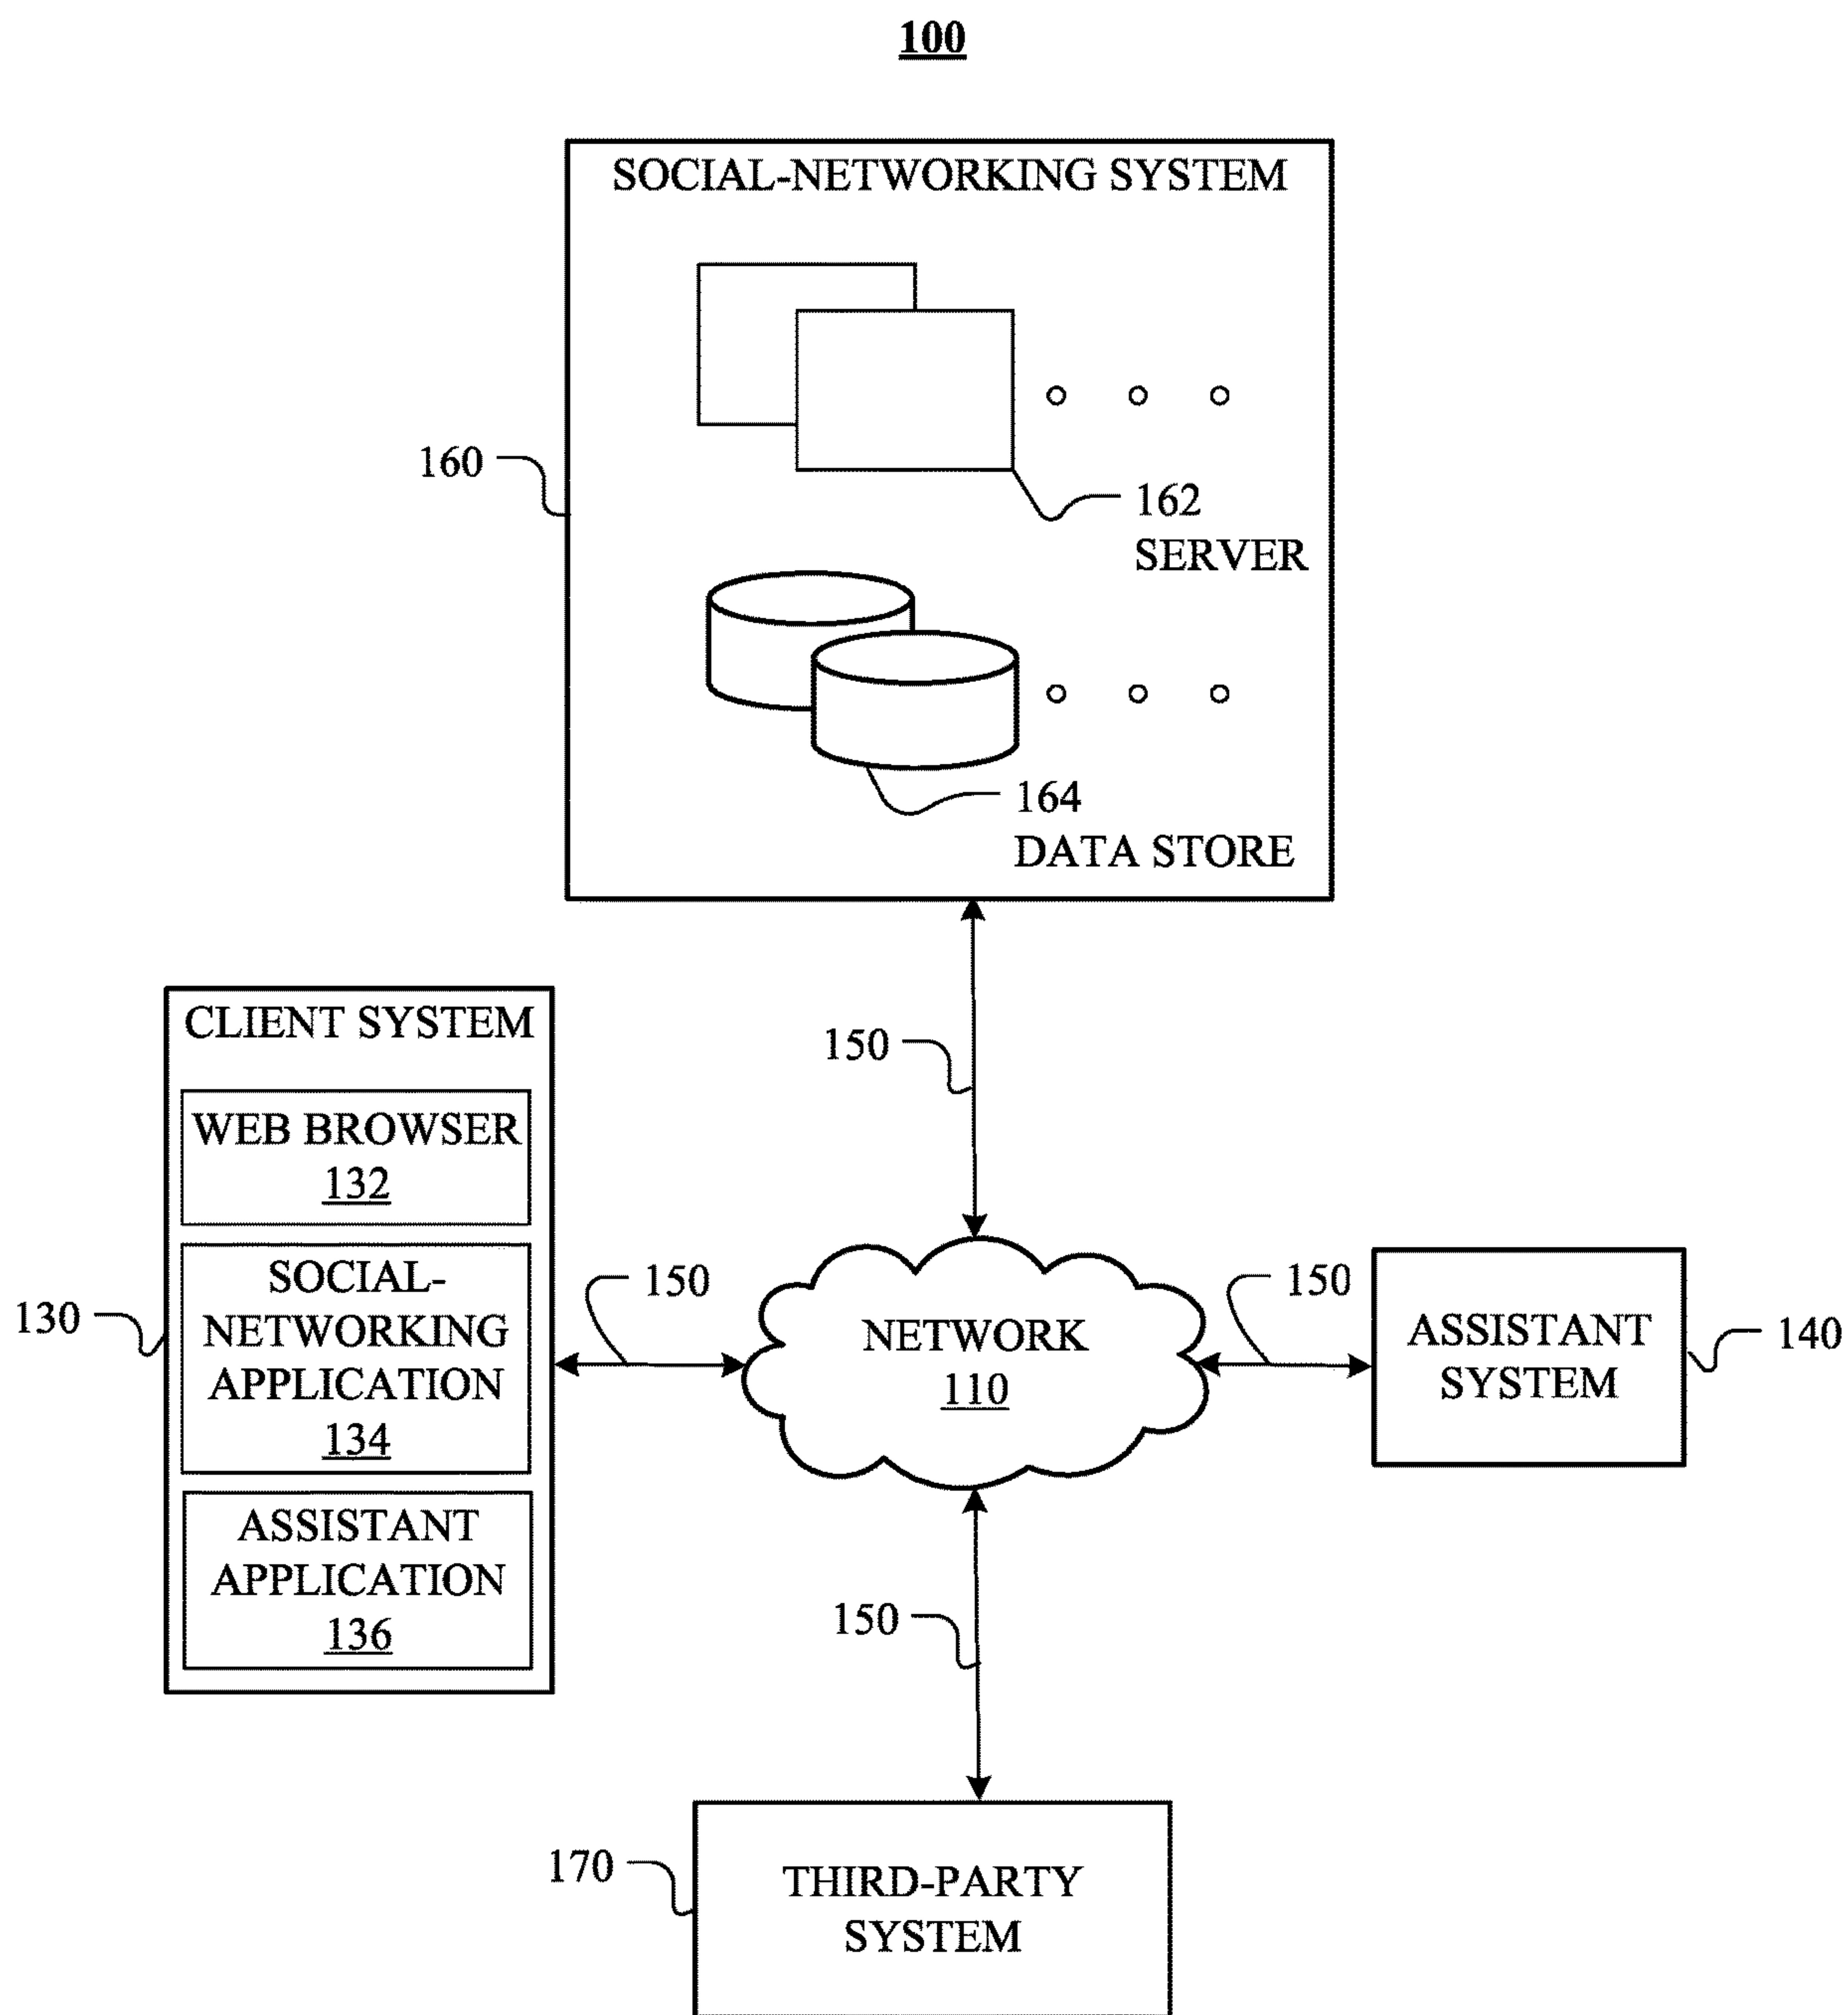 100
SOCIAL-NETWORKING SYSTEM
160
162
SERVER
164
DATA STORE
CLIENT SYSTEM
WEB BROWSER
132
SOCIAL-
NETWORKING
APPLICATION
134
ASSISTANT
APPLICATION
136
130
150
150
NETWORK
110
150
ASSISTANT
SYSTEM
140
150
170
THIRD-PARTY
SYSTEM